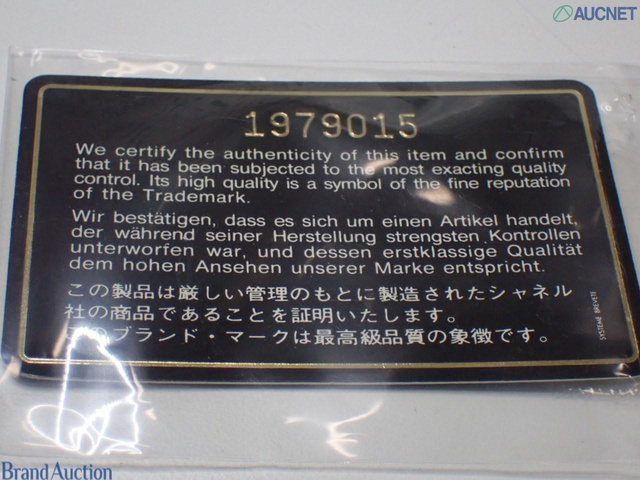 AUCNET
1979015
We certify the authenticity of this item and confirm
that it has been subjected to the most exacting quality
control. Its high quality is a symbol of the fine reputation
of the Trademark.
Wir bestätigen, dass es sich um einen Artikel handelt,
der während seiner Herstellung strengsten Kontrollen
unterworfen war, und dessen erstklassige Qualität
dem hohen Ansehen unserer Marke entspricht.
この製品は厳しい管理のもとに製造されたシャネル
社の商品であることを証明いたします。
このブランド・マークは最高級品質の象徴です。
SYSTEME BREVETE
Brand Auction